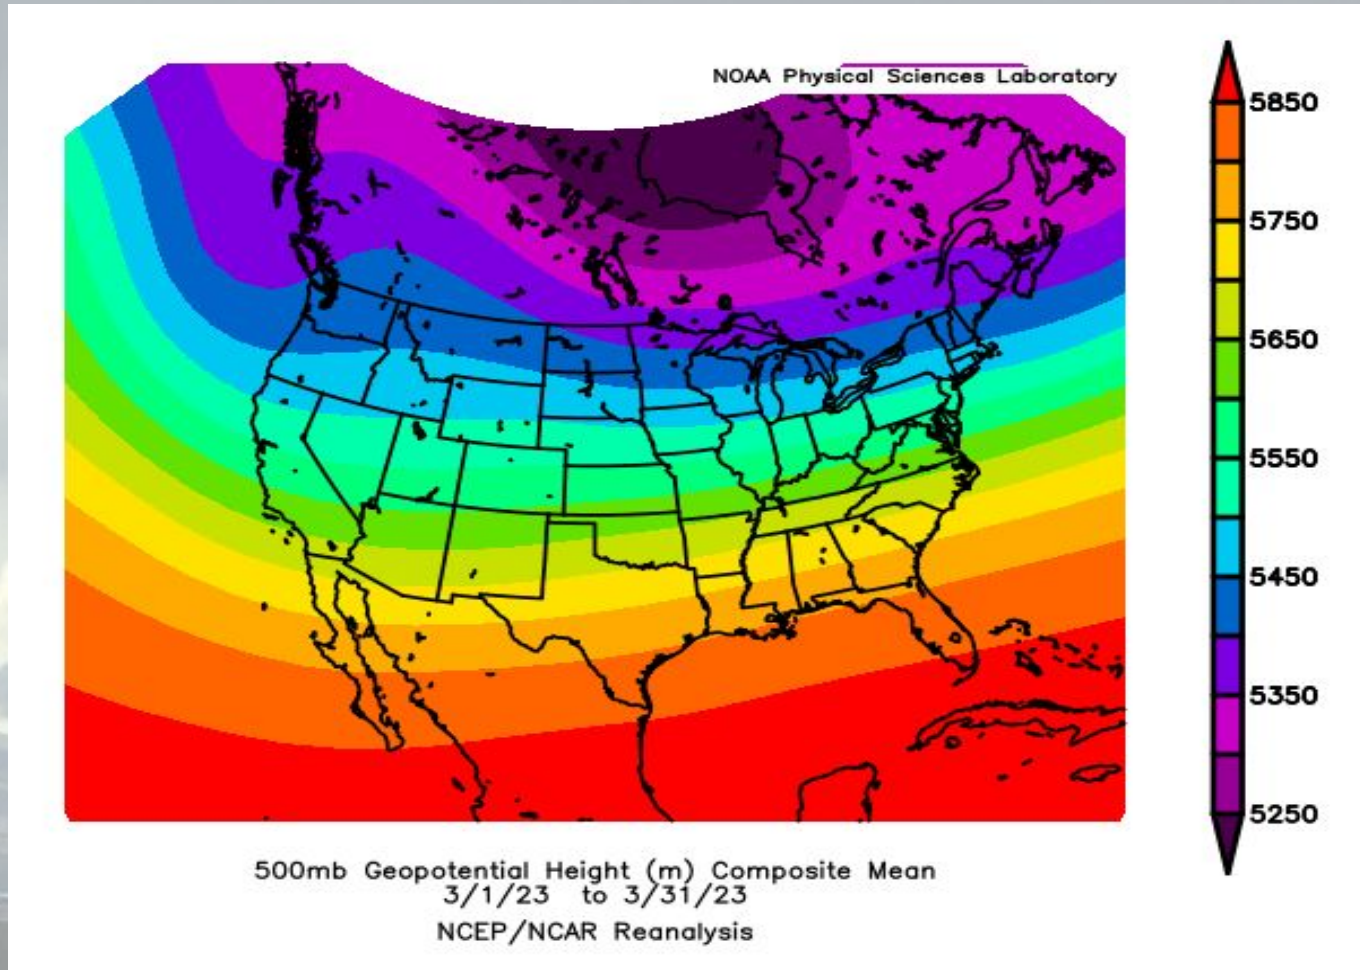 NOAA Physical Sciences Laboratory
5850
5750
5650
5550
5450
5350
5250
500mb Geopotential Height (m) Composite Mean
3/1/23 to 3/31/23
NCEP/NCAR Reanalysis